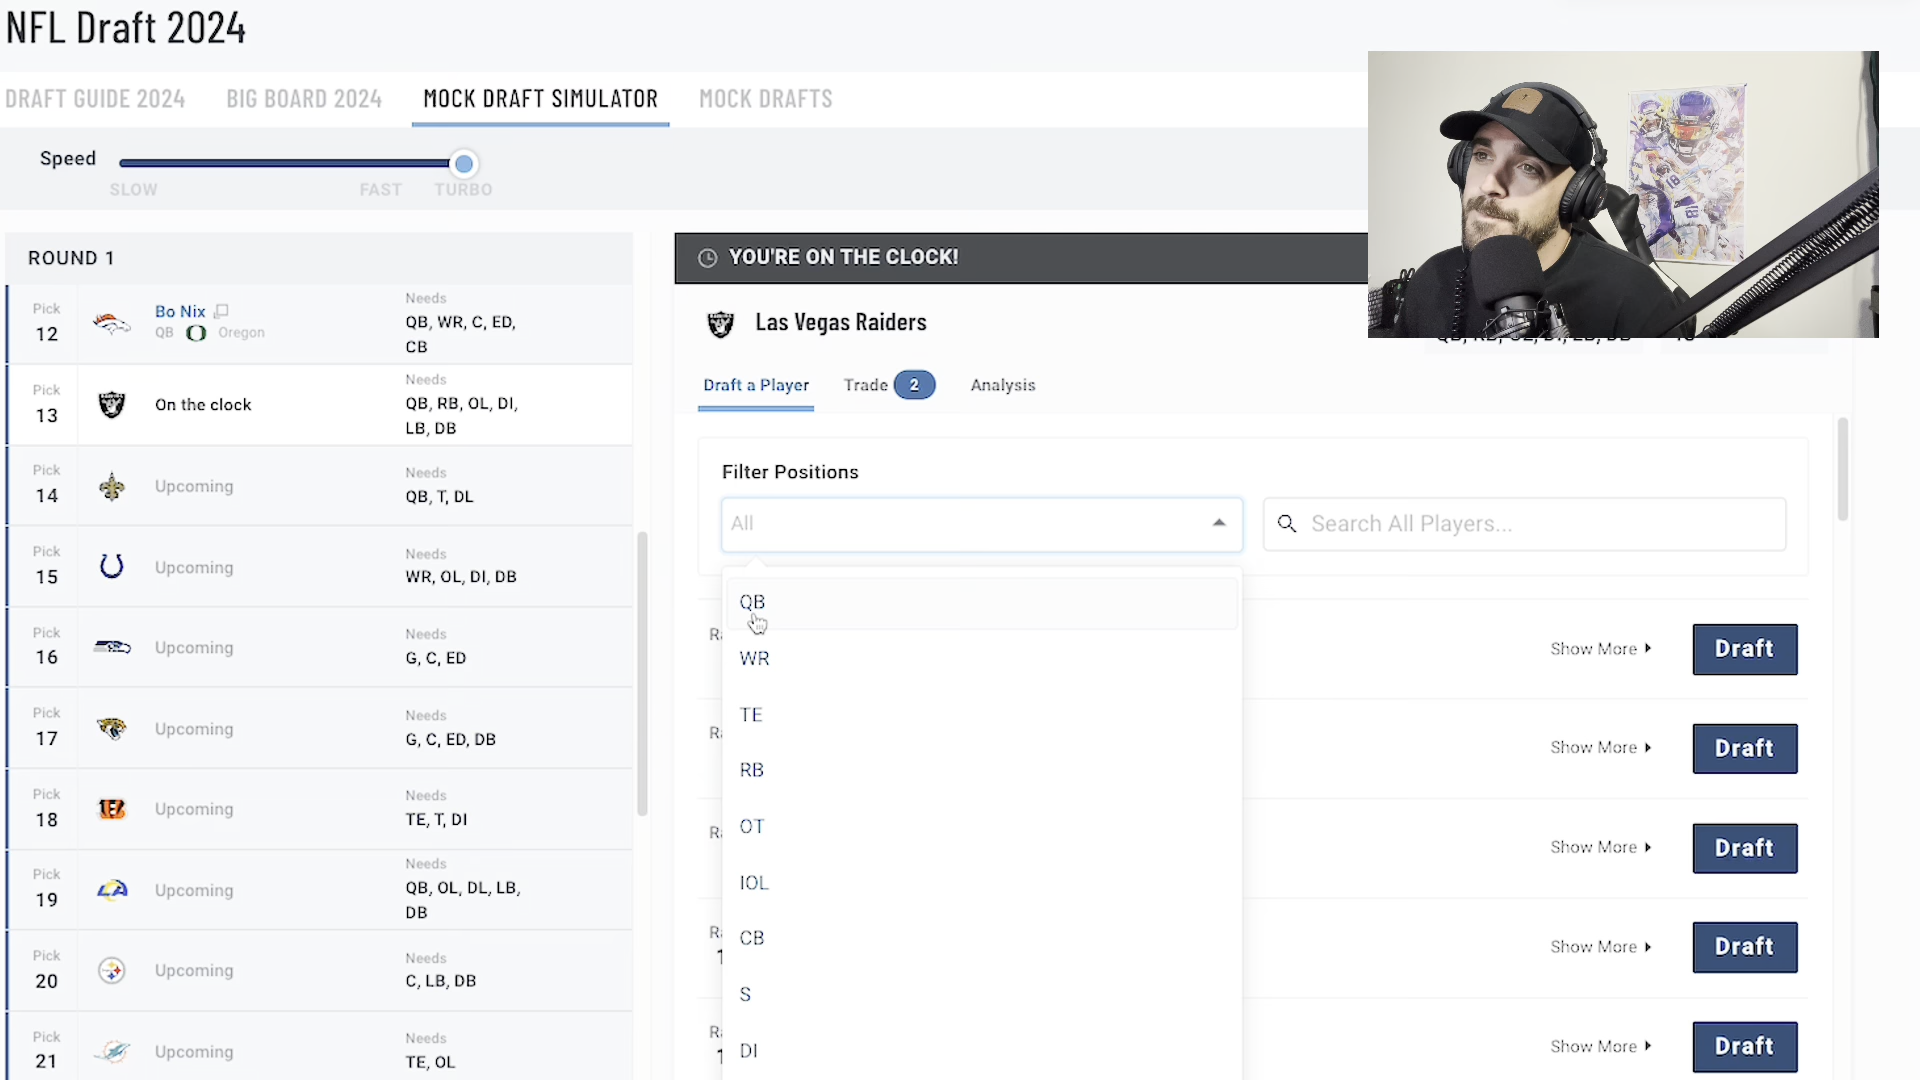 NFL Draft 2024
DRAFT GUIDE 2024 BIG BOARD 2024 MOCK DRAFT SIMULATOR MOCK DRAFTS
Speed
SLOW FAST TURBO
ROUND 1
Pick
12
Bo Nix
QB Oregon
Needs
QB, WR, C, ED,
CB
Pick
13
On the clock
Needs
QB, RB, OL, DI,
LB, DB
Pick
14
Upcoming
Needs
QB, T, DL
Pick
15
Upcoming
Needs
WR, OL, DI, DB
Pick
16
Upcoming
Needs
G, C, ED
Pick
17
Upcoming
Needs
G, C, ED, DB
Pick
18
Upcoming
Needs
TE, T, DI
Pick
19
Upcoming
Needs
QB, OL, DL, LB,
DB
Pick
20
Upcoming
Needs
C, LB, DB
Pick
21
Upcoming
Needs
TE, OL
YOU'RE ON THE CLOCK!
Las Vegas Raiders
Draft a Player Trade 2 Analysis
Filter Positions
All
Search All Players...
QB
WR
TE
RB
OT
IOL
CB
S
DI
Show More Draft
Show More Draft
Show More Draft
Show More Draft
Show More Draft
18
81